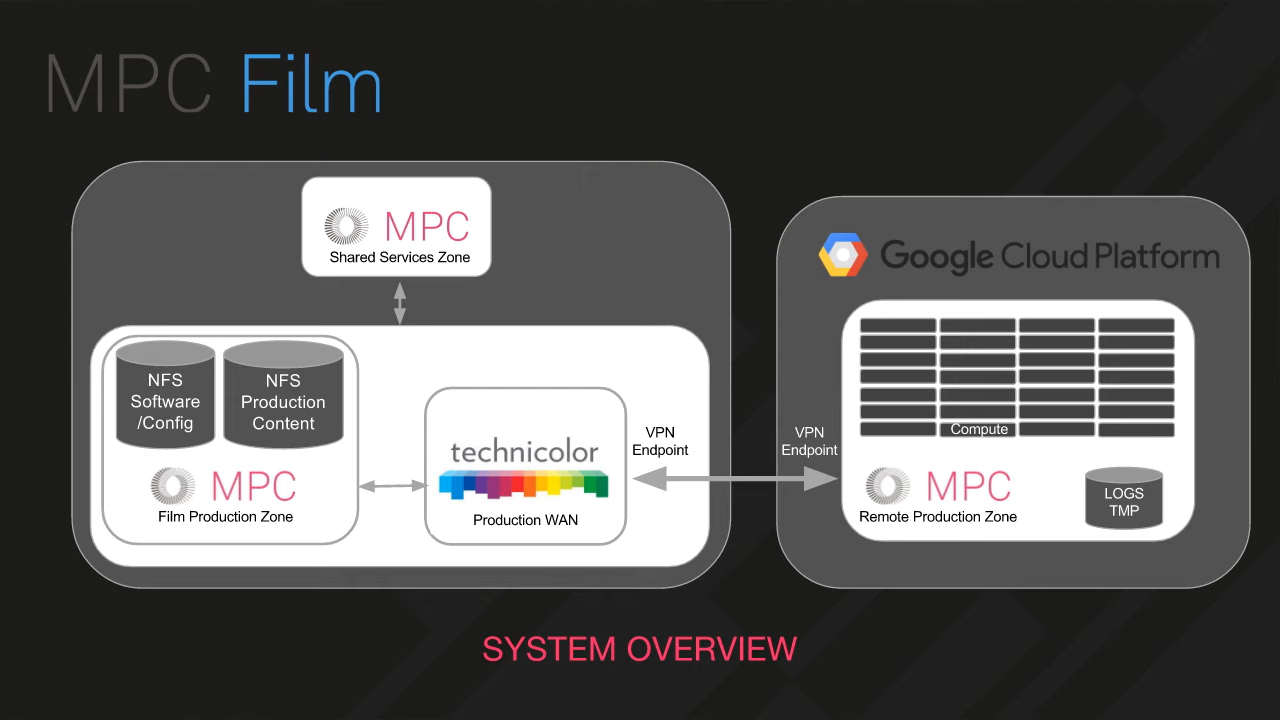 MPC Film
MPC
Shared Services Zone
NFS
Software
/Config
NFS
Production
Content
MPC
Film Production Zone
technicolor
Production WAN
VPN
Endpoint
VPN
Endpoint
Google Cloud Platform
Compute
MPC
Remote Production Zone
LOGS
TMP
SYSTEM OVERVIEW